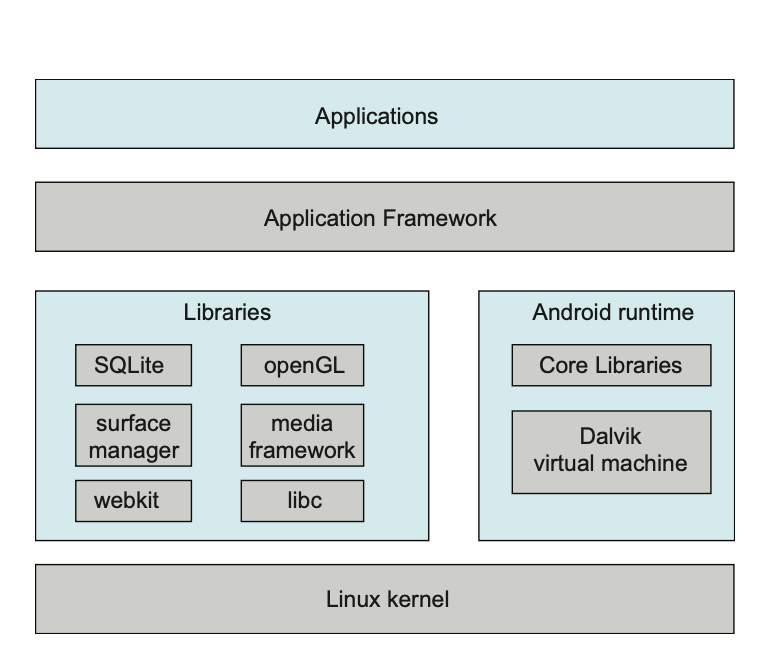 Applications
Application Framework
Libraries
SQLite
openGL
surface
manager
media
framework
webkit
libc
Android runtime
Core Libraries
Dalvik
virtual machine
Linux kernel